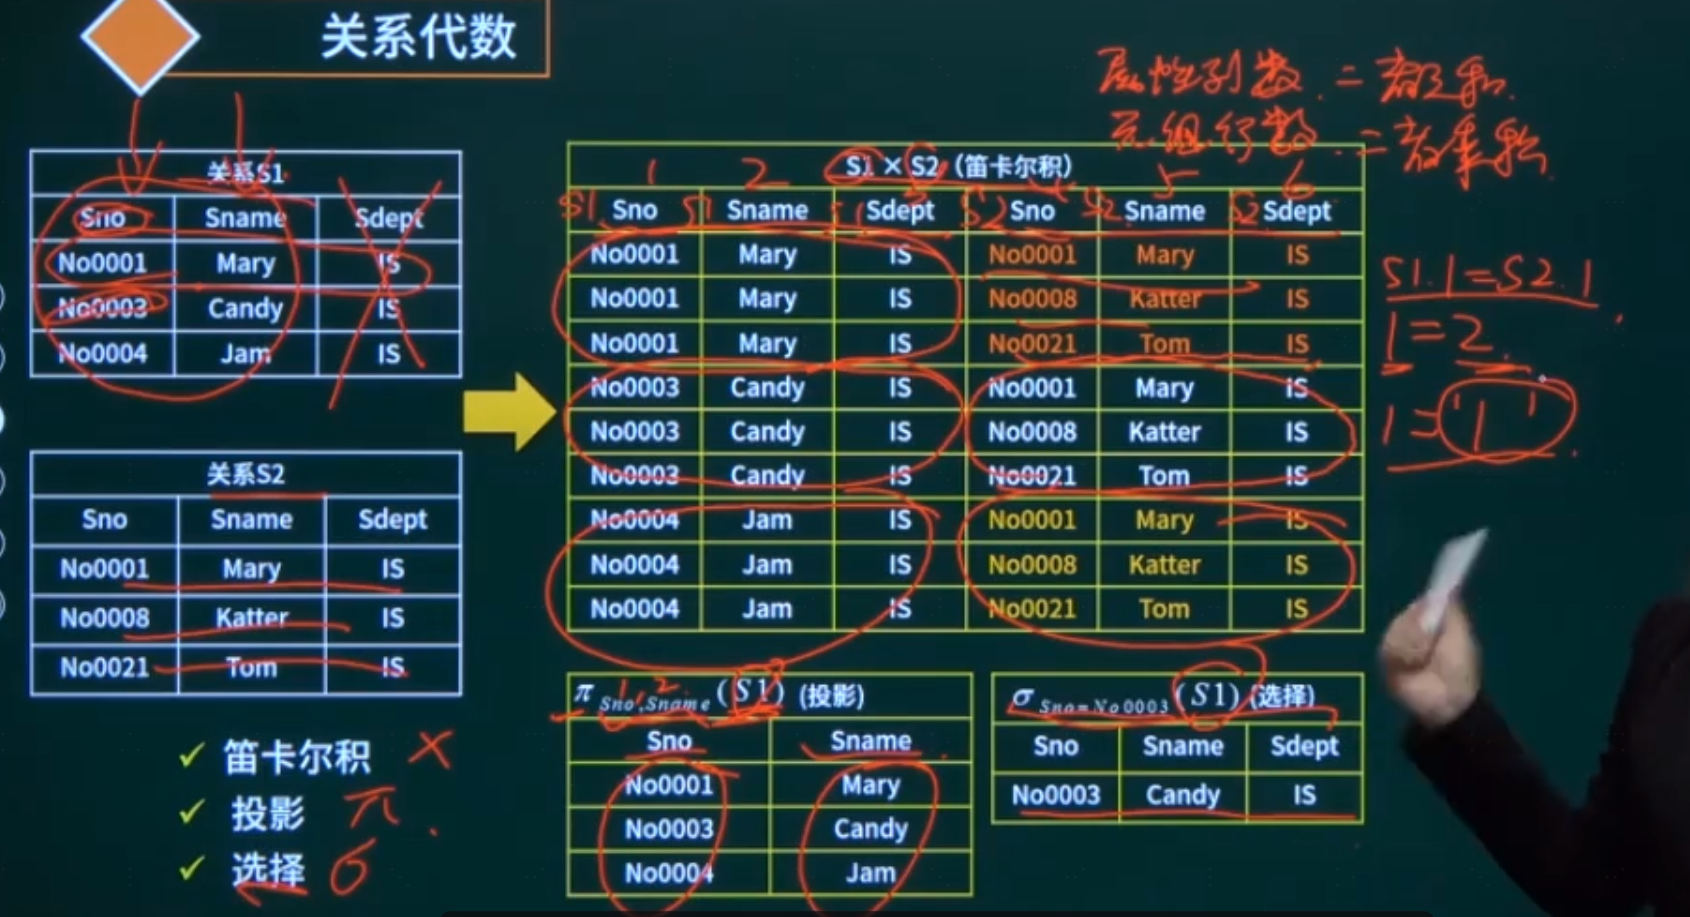 关系代数
属性列数 = 都之和
元组行数 = 都乘积
关系S1
Sno Sname Sdept
No0001 Mary IS
No0003 Candy IS
No0004 Jam IS
关系S2
Sno Sname Sdept
No0001 Mary IS
No0008 Katter IS
No0021 Tom IS
笛卡尔积 ×
投影 π
选择 σ
S1 × S2 (笛卡尔积)
1 2 3 4 5 6
S1 Sno S1 Sname S1 Sdept S2 Sno S2 Sname S2 Sdept
No0001 Mary IS No0001 Mary IS
No0001 Mary IS No0008 Katter IS
No0001 Mary IS No0021 Tom IS
No0003 Candy IS No0001 Mary IS
No0003 Candy IS No0008 Katter IS
No0003 Candy IS No0021 Tom IS
No0004 Jam IS No0001 Mary IS
No0004 Jam IS No0008 Katter IS
No0004 Jam IS No0021 Tom IS
S1.1=S2.1
1=2
1='1'
1, 2
π Sno,Sname (S1) (投影)
Sno Sname
No0001 Mary
No0003 Candy
No0004 Jam
σ Sno=No0003 (S1) (选择)
Sno Sname Sdept
No0003 Candy IS